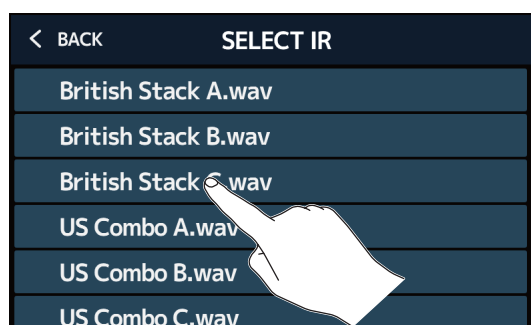 < BACK SELECT IR
British Stack A.wav
British Stack B.wav
British Stack C.wav
US Combo A.wav
US Combo B.wav
US Combo C.wav